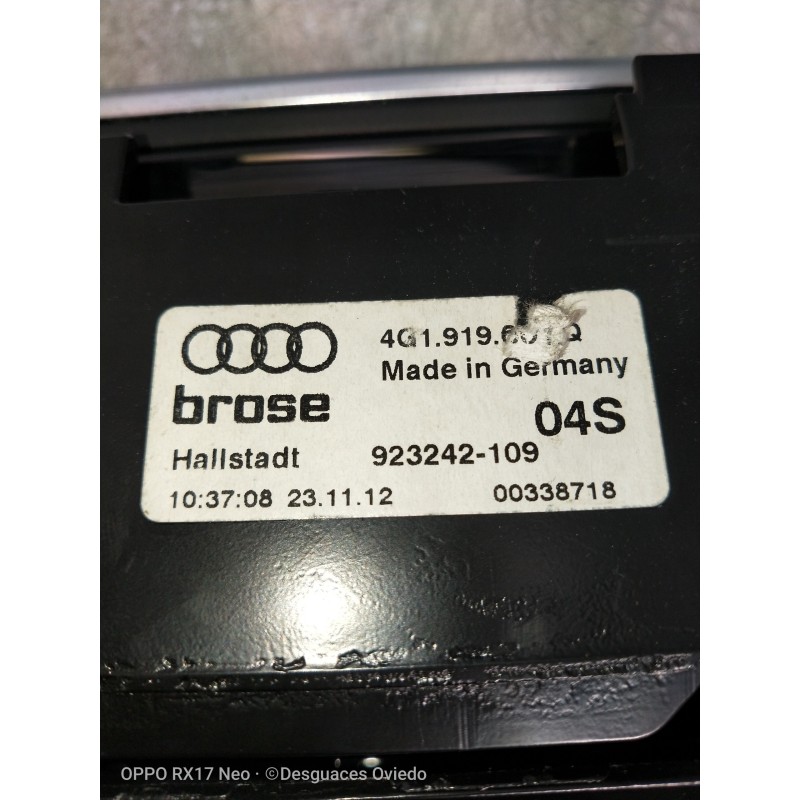 brose
Made in Germany
04S
Hallstadt 923242-109
10:37:08 23.11.12 00338718
OPPO RX17 Neo · ©Desguaces Oviedo